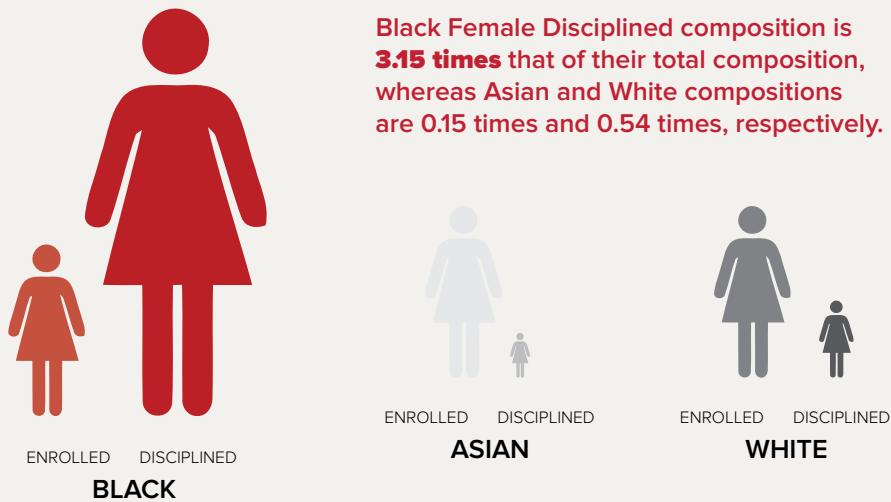 Black Female Disciplined composition is
3.15 times that of their total composition,
whereas Asian and White compositions
are 0.15 times and 0.54 times, respectively.
ENROLLED DISCIPLINED
BLACK
ENROLLED DISCIPLINED
ASIAN
ENROLLED DISCIPLINED
WHITE